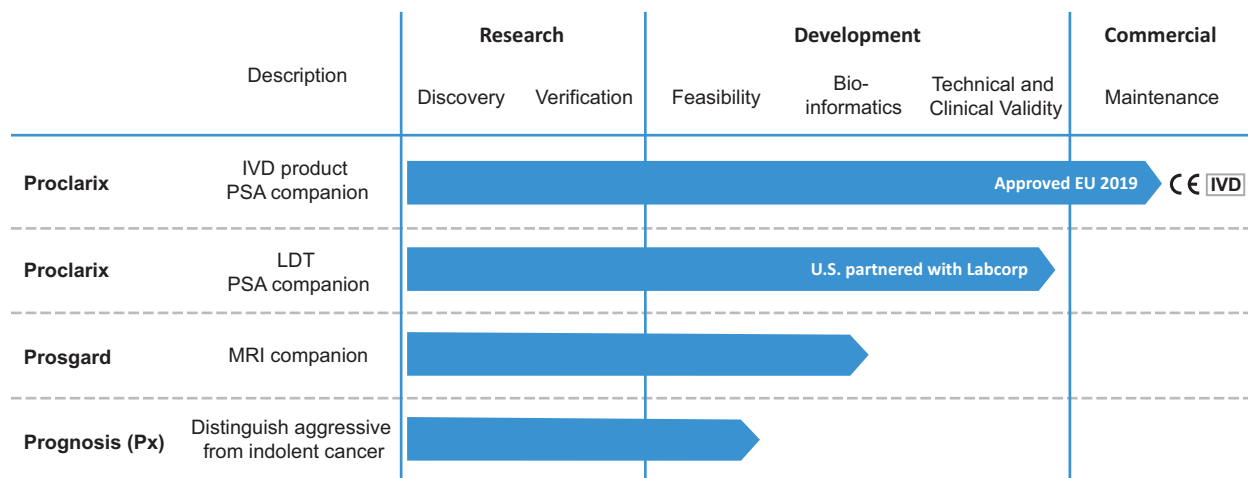 Research
Development
Commercial
Description
Discovery
Verification
Feasibility
Bio-
informatics
Technical and
Clinical Validity
Maintenance
Proclarix
IVD product
PSA companion
Approved EU 2019
CE IVD
Proclarix
LDT
PSA companion
U.S. partnered with Labcorp
Prosgard
MRI companion
Prognosis (Px)
Distinguish aggressive
from indolent cancer